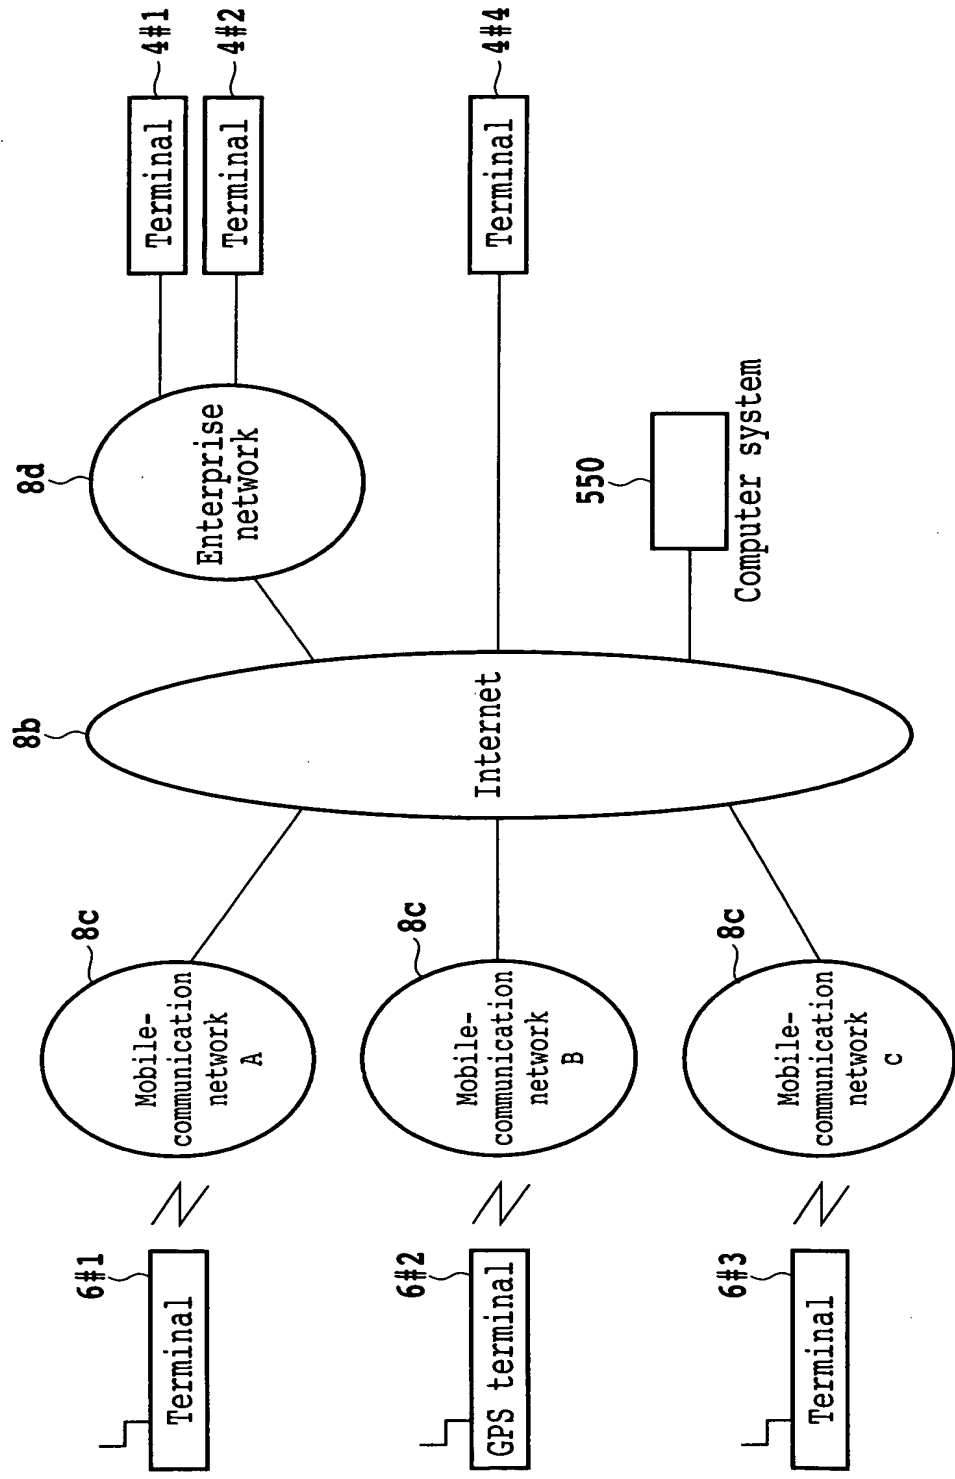 6#1
Terminal
6#2
GPS terminal
6#3
Terminal
8c
Mobile-
communication
network
A
8c
Mobile-
communication
network
B
8c
Mobile-
communication
network
C
8b
Internet
8d
Enterprise
network
550
Computer system
4#1
Terminal
4#2
Terminal
4#4
Terminal